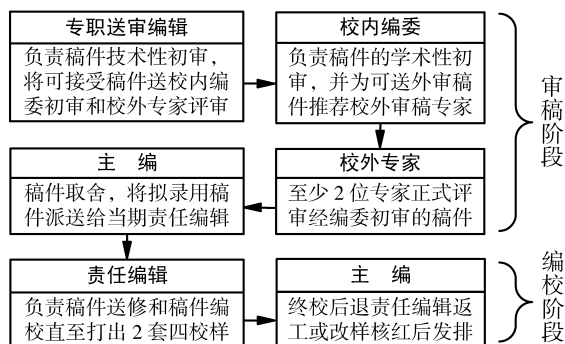 专职送审编辑
负责稿件技术性初审，
将可接受稿件送校内编
委初审和校外专家评审
校内编委
负责稿件的学术性初
审，并为可送外审稿
件推荐校外审稿专家
主 编
稿件取舍，将拟录用稿
件派送给当期责任编辑
校外专家
至少2位专家正式评
审经编委初审的稿件
审稿阶段
责任编辑
负责稿件送修和稿件编
校直至打出2套四校样
主 编
终校后退责任编辑返
工或改样核红后发排
编校阶段